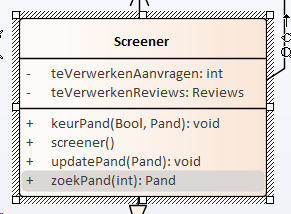 Screener
- teVerwerkenAanvragen: int
- teVerwerkenReviews: Reviews
+ keurPand(Bool, Pand): void
+ screener()
+ updatePand(Pand): void
+ zoekPand(int): Pand